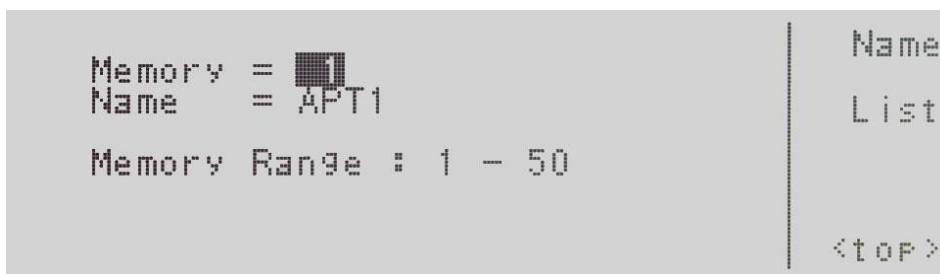 Memory = 1
Name = APT1
Memory Range : 1 - 50
Name
List
<top>